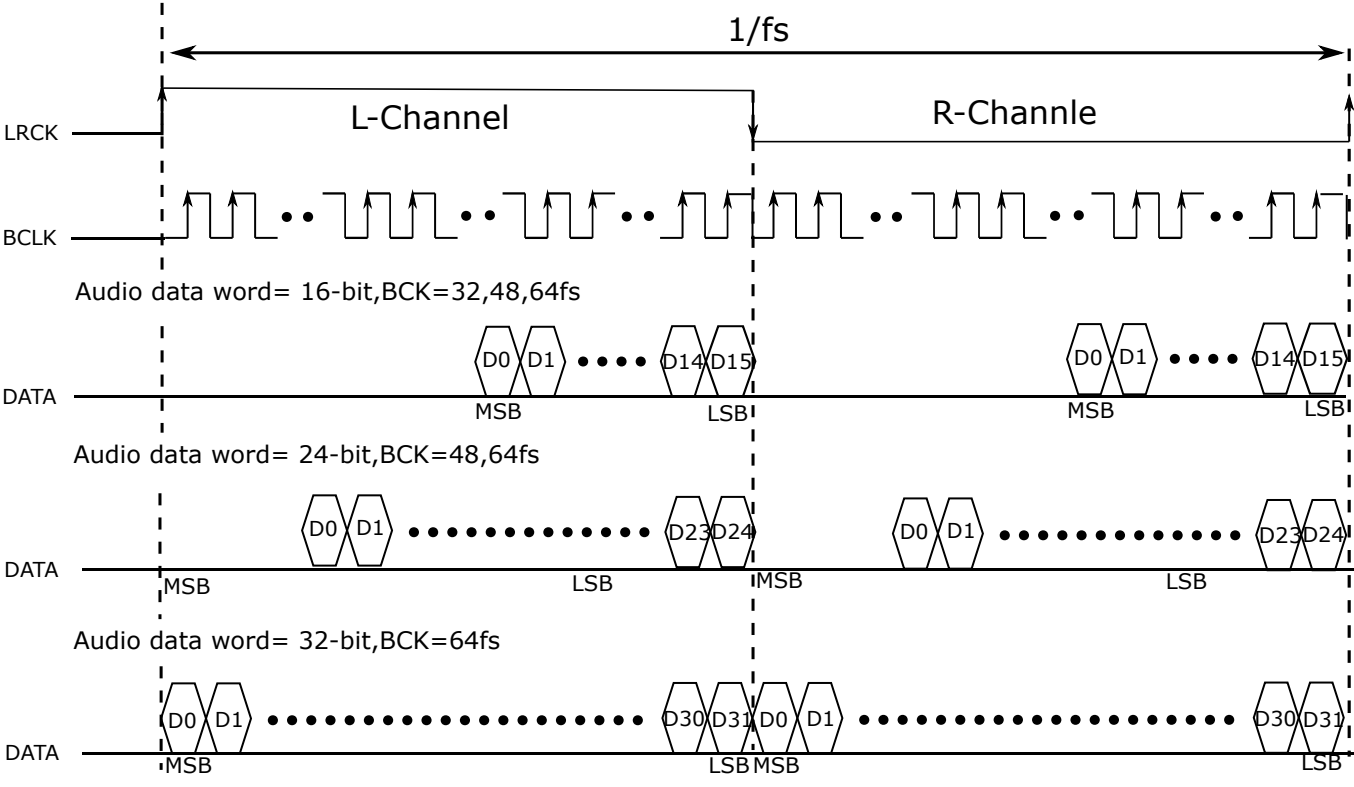 1/fs
L-Channel
R-Channle
LRCK
BCLK
Audio data word= 16-bit,BCK=32,48,64fs
D0 D1 D14 D15 D0 D1 D14 D15
DATA
MSB LSB MSB LSB
Audio data word= 24-bit,BCK=48,64fs
D0 D1 D23 D24 D0 D1 D23 D24
DATA
MSB LSB MSB LSB
Audio data word= 32-bit,BCK=64fs
D0 D1 D30 D31 D0 D1 D30 D31
DATA
MSB LSB MSB LSB